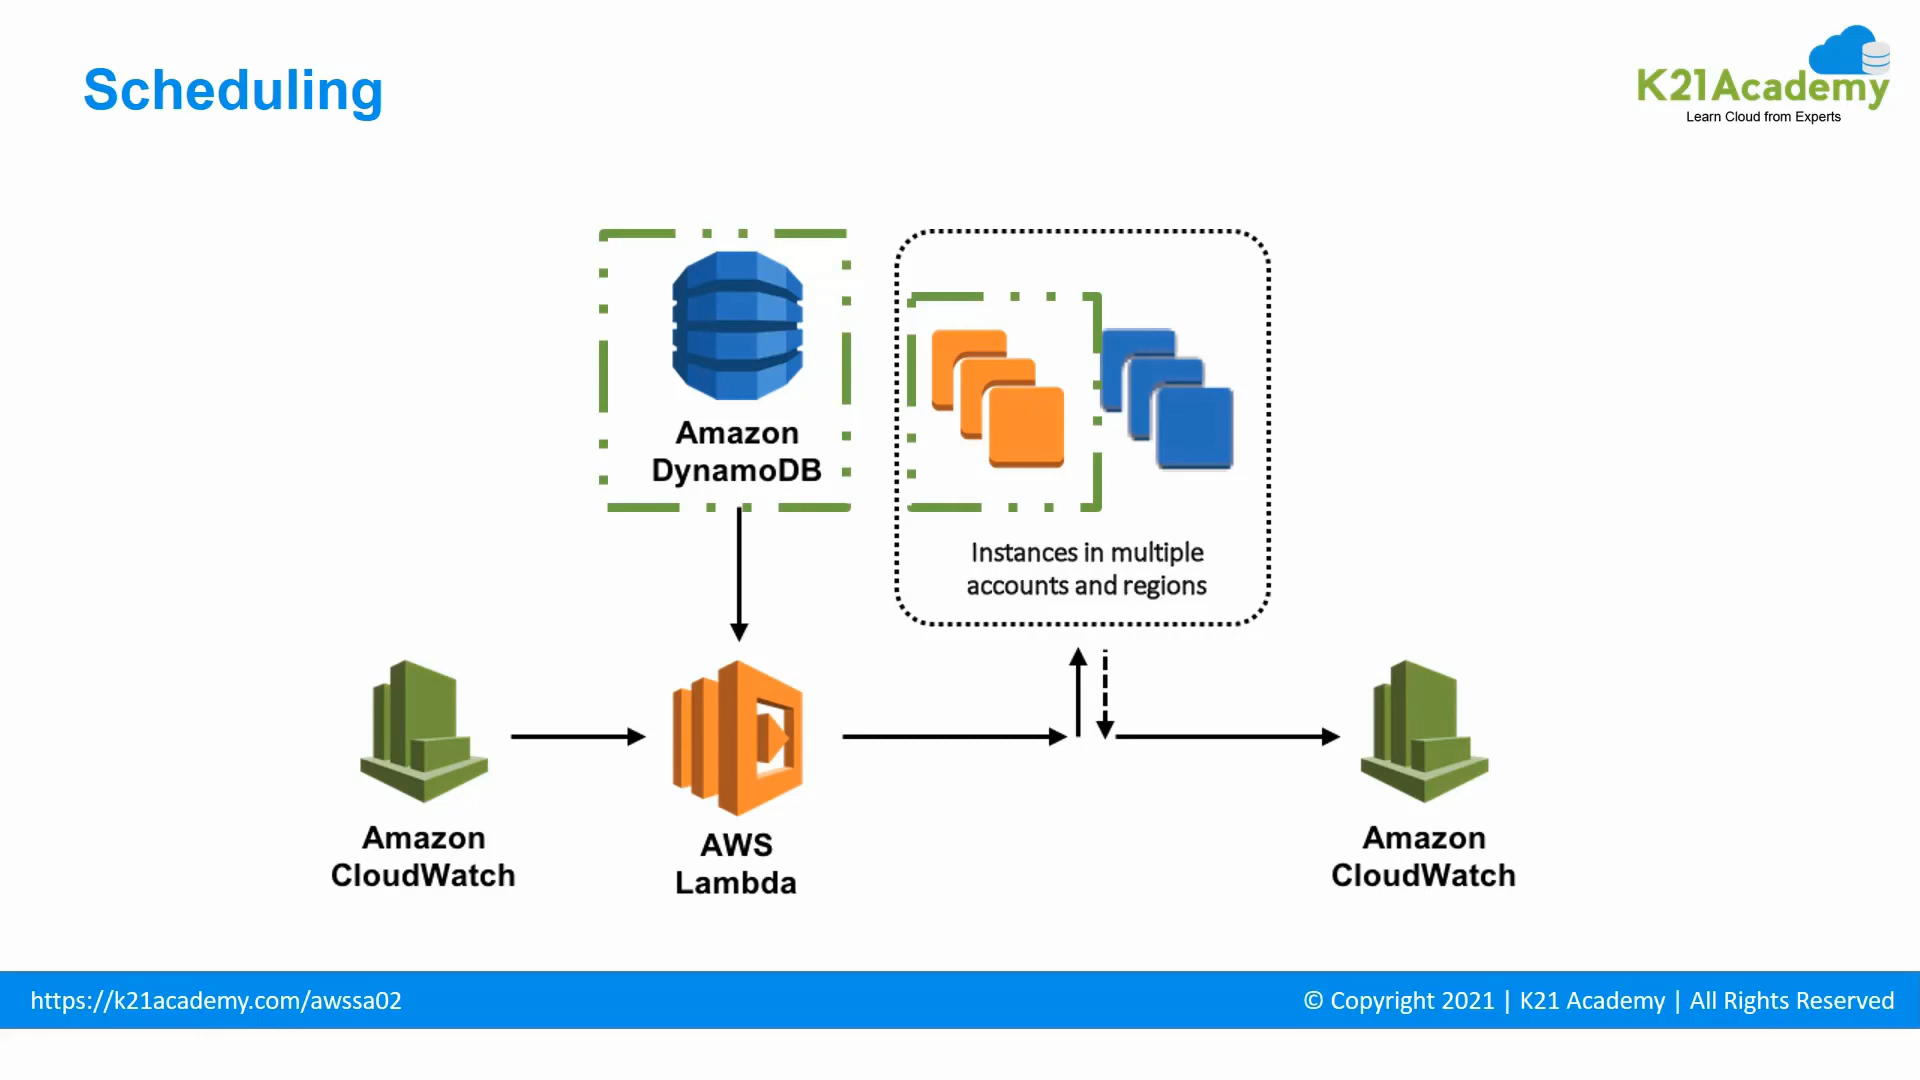 Scheduling
K21Academy
Learn Cloud from Experts
Amazon
DynamoDB
Instances in multiple
accounts and regions
Amazon
CloudWatch
AWS
Lambda
Amazon
CloudWatch
https://k21academy.com/awssa02
© Copyright 2021 | K21 Academy | All Rights Reserved